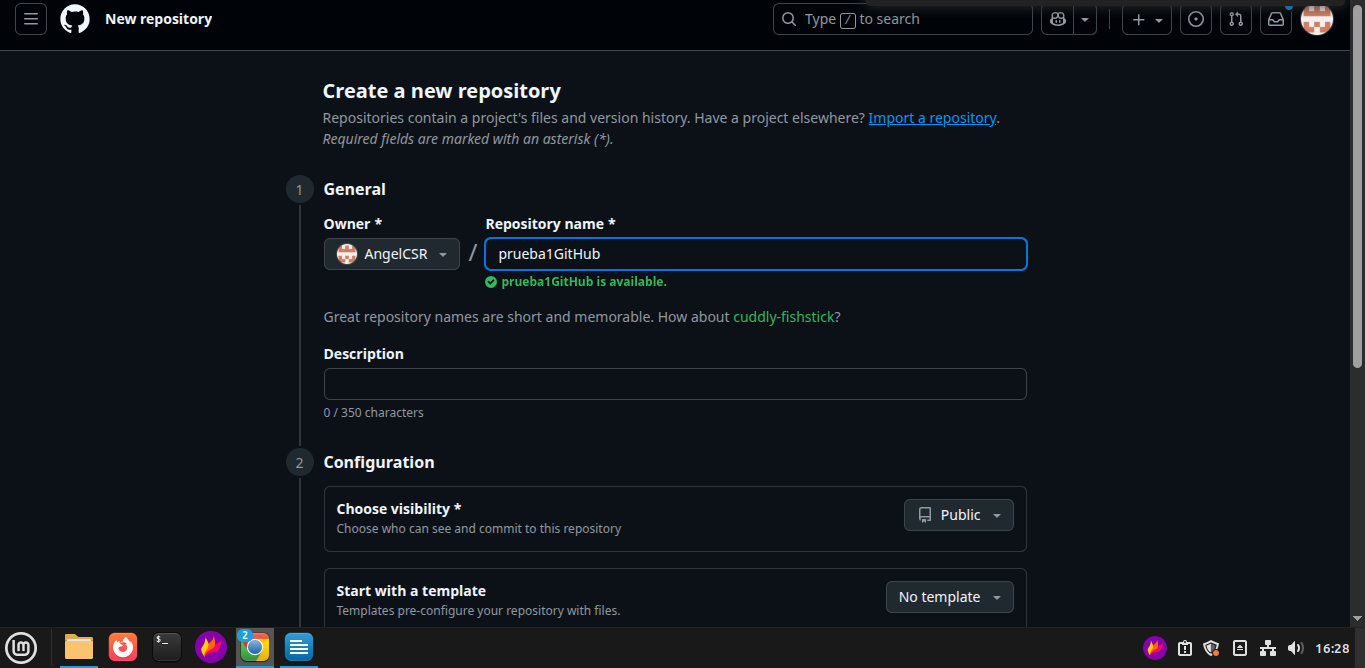 New repository
Type / to search
Create a new repository
Repositories contain a project's files and version history. Have a project elsewhere? Import a repository.
Required fields are marked with an asterisk (*).
1 General
Owner *
Repository name *
AngelCSR
/
prueba1GitHub
prueba1GitHub is available.
Great repository names are short and memorable. How about cuddly-fishstick?
Description
0 / 350 characters
2 Configuration
Choose visibility *
Choose who can see and commit to this repository
Public
Start with a template
Templates pre-configure your repository with files.
No template
lm
$_
2
16:28